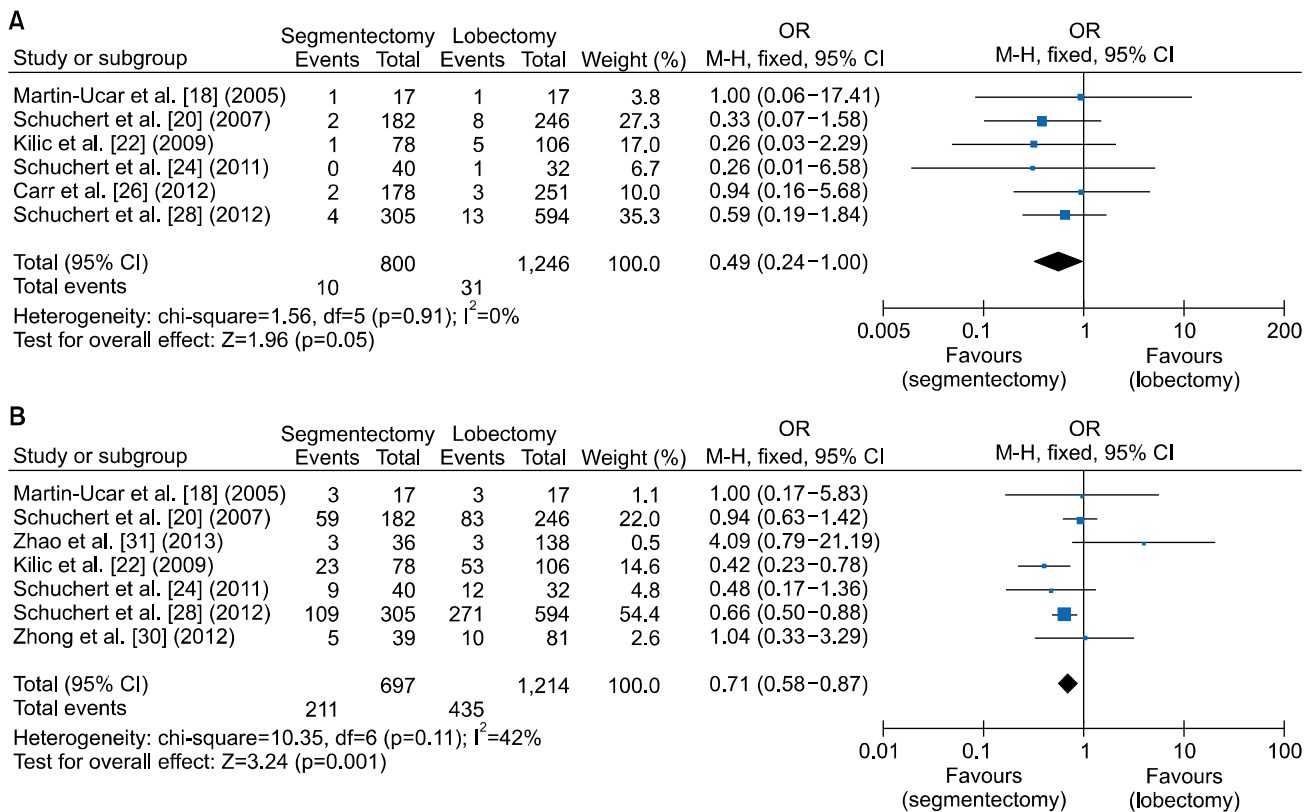 A
Segmentectomy Lobectomy OR OR
Study or subgroup Events Total Events Total Weight (%) M-H, fixed, 95% CI M-H, fixed, 95% CI
Martin-Ucar et al. [18] (2005) 1 17 1 17 3.8 1.00 (0.06−17.41)
Schuchert et al. [20] (2007) 2 182 8 246 27.3 0.33 (0.07−1.58)
Kilic et al. [22] (2009) 1 78 5 106 17.0 0.26 (0.03−2.29)
Schuchert et al. [24] (2011) 0 40 1 32 6.7 0.26 (0.01−6.58)
Carr et al. [26] (2012) 2 178 3 251 10.0 0.94 (0.16−5.68)
Schuchert et al. [28] (2012) 4 305 13 594 35.3 0.59 (0.19−1.84)
Total (95% CI) 800 1,246 100.0 0.49 (0.24−1.00)
Total events 10 31
Heterogeneity: chi-square=1.56, df=5 (p=0.91); I²=0%
Test for overall effect: Z=1.96 (p=0.05)
0.005 0.1 1 10 200
Favours Favours
(segmentectomy) (lobectomy)
B
Segmentectomy Lobectomy OR OR
Study or subgroup Events Total Events Total Weight (%) M-H, fixed, 95% CI M-H, fixed, 95% CI
Martin-Ucar et al. [18] (2005) 3 17 3 17 1.1 1.00 (0.17−5.83)
Schuchert et al. [20] (2007) 59 182 83 246 22.0 0.94 (0.63−1.42)
Zhao et al. [31] (2013) 3 36 3 138 0.5 4.09 (0.79−21.19)
Kilic et al. [22] (2009) 23 78 53 106 14.6 0.42 (0.23−0.78)
Schuchert et al. [24] (2011) 9 40 12 32 4.8 0.48 (0.17−1.36)
Schuchert et al. [28] (2012) 109 305 271 594 54.4 0.66 (0.50−0.88)
Zhong et al. [30] (2012) 5 39 10 81 2.6 1.04 (0.33−3.29)
Total (95% CI) 697 1,214 100.0 0.71 (0.58−0.87)
Total events 211 435
Heterogeneity: chi-square=10.35, df=6 (p=0.11); I²=42%
Test for overall effect: Z=3.24 (p=0.001)
0.01 0.1 1 10 100
Favours Favours
(segmentectomy) (lobectomy)